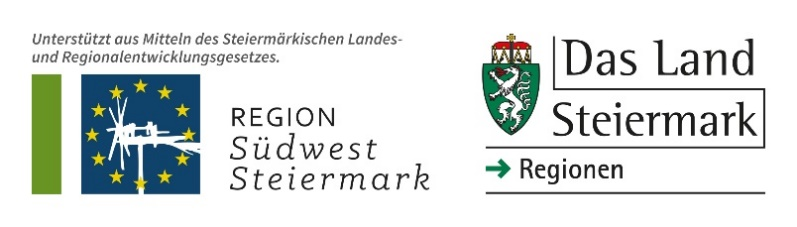 Unterstützt aus Mitteln des Steiermärkischen Landes-
und Regionalentwicklungsgesetzes.
REGION
Südwest
Steiermark
Das Land
Steiermark
Regionen